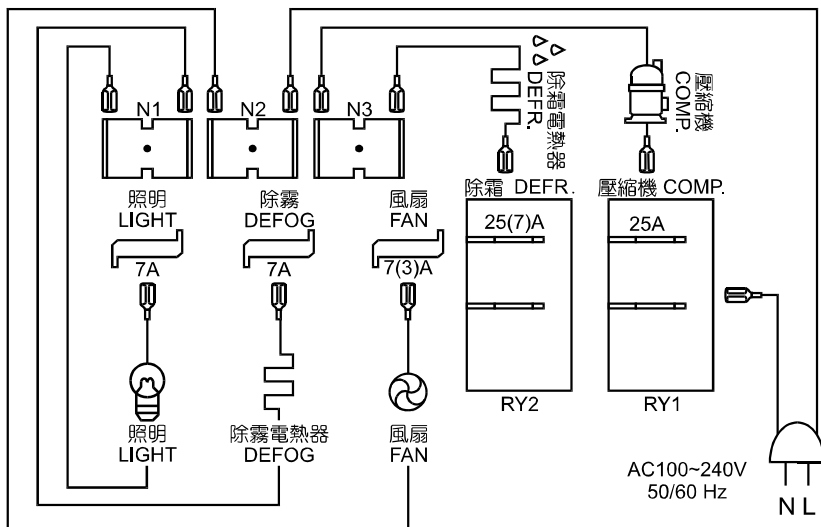 N1
N2
N3
除霜電熱器
DEFR.
壓縮機
COMP.
照明
LIGHT
除霧
DEFOG
風扇
FAN
除霜 DEFR.
壓縮機 COMP.
7A
7A
7(3)A
25(7)A
25A
RY2
RY1
照明
LIGHT
除霧電熱器
DEFOG
風扇
FAN
AC100~240V
50/60 Hz
N L